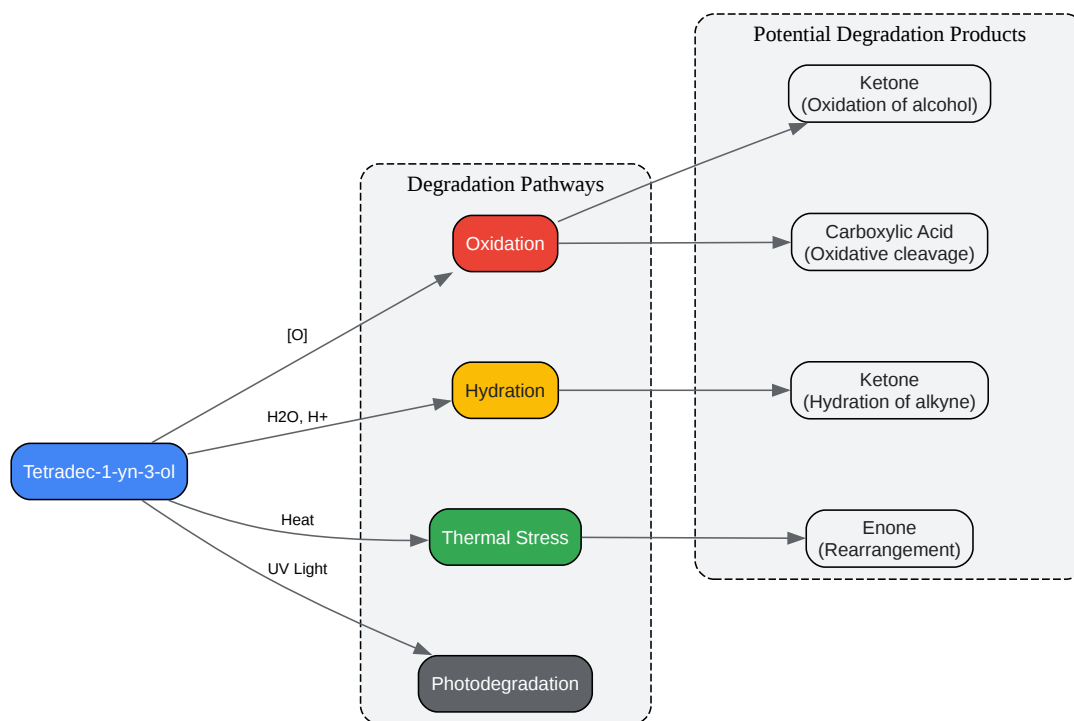 Potential Degradation Products
Ketone
(Oxidation of alcohol)
Degradation Pathways
Oxidation
Carboxylic Acid
(Oxidative cleavage)
[O]
Hydration
Ketone
(Hydration of alkyne)
H2O, H+
Tetradec-1-yn-3-ol
Heat
Thermal Stress
Enone
(Rearrangement)
UV Light
Photodegradation